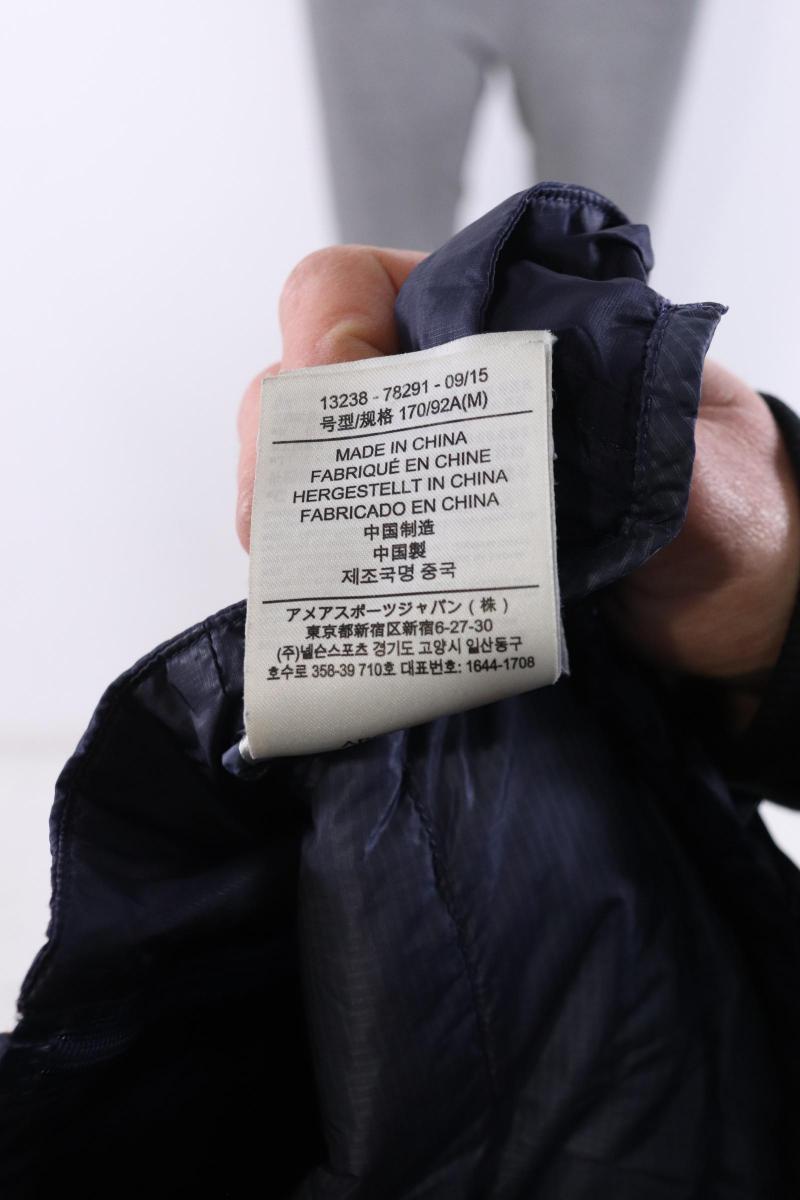 13238 - 78291 - 09/15
号型/规格 170/92A(M)
MADE IN CHINA
FABRIQUÉ EN CHINE
HERGESTELLT IN CHINA
FABRICADO EN CHINA
中国制造
中国製
제조국명 중국
アメアスポーツジャパン ( 株 )
東京都新宿区新宿6-27-30
(주)넬슨스포츠 경기도 고양시 일산동구
호수로 358-39 710호 대표번호: 1644-1708